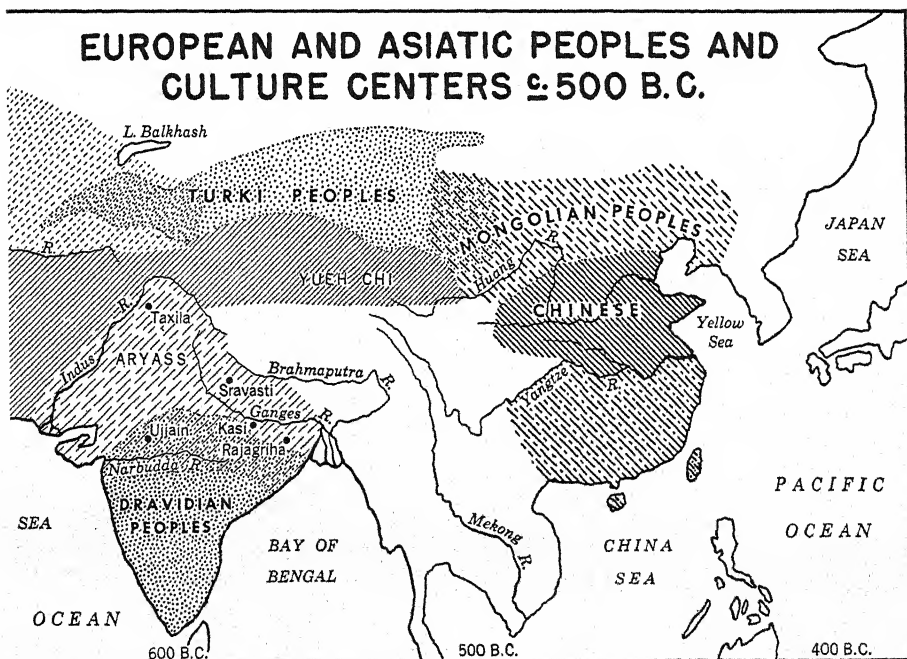 EUROPEAN AND ASIATIC PEOPLES AND
CULTURE CENTERS c. 500 B.C.
L. Balkhash
TURKI PEOPLES
MONGOLIAN PEOPLES
JAPAN
SEA
R.
Huang
R.
YUEH CHI
CHINESE
Yellow
Sea
Indus
R.
Taxila
ARYASS
Brahmaputra
R.
Sravasti
Yangtze
R.
Ganges
R.
Ujjain
Kasi
Rajagriha
Narbudda R.
DRAVIDIAN
PEOPLES
SEA
BAY OF
BENGAL
Mekong
R.
CHINA
SEA
PACIFIC
OCEAN
OCEAN
600 B.C.
500 B.C.
400 B.C.